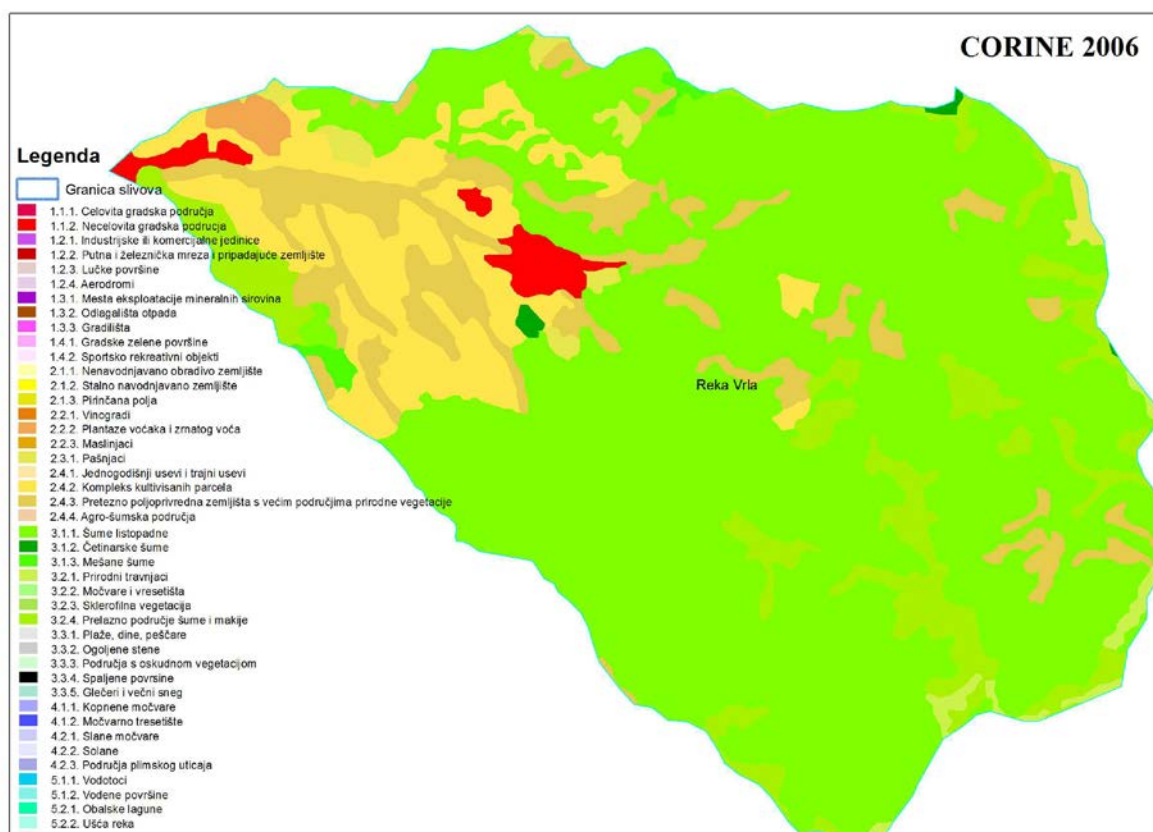 CORINE 2006
Legenda
Granica slivova
1.1.1. Celovita gradska područja
1.1.2. Necelovita gradska područja
1.2.1. Industrijske ili komercijalne jedinice
1.2.2. Putna i železnička mreza i pripadajuće zemljište
1.2.3. Lučke površine
1.2.4. Aerodromi
1.3.1. Mesta eksploatacije mineralnih sirovina
1.3.2. Odlagališta otpada
1.3.3. Gradilišta
1.4.1. Gradske zelene površine
1.4.2. Sportsko rekreativni objekti
2.1.1. Nenavodnjavano obradivo zemljište
2.1.2. Stalno navodnjavano zemljište
2.1.3. Pirinčana polja
2.2.1. Vinogradi
2.2.2. Plantaze voćaka i zrnatog voća
2.2.3. Maslinjaci
2.3.1. Pašnjaci
2.4.1. Jednogodišnji usevi i trajni usevi
2.4.2. Kompleks kultivisanih parcela
2.4.3. Pretezno poljoprivredna zemljišta s većim područjima prirodne vegetacije
2.4.4. Agro-šumska područja
3.1.1. Šume listopadne
3.1.2. Četinarske šume
3.1.3. Mešane šume
3.2.1. Prirodni travnjaci
3.2.2. Močvare i vresetišta
3.2.3. Sklerofilna vegetacija
3.2.4. Prelazno područje šume i makije
3.3.1. Plaže, dine, peščare
3.3.2. Ogoljene stene
3.3.3. Područja s oskudnom vegetacijom
3.3.4. Spaljene povrsine
3.3.5. Glečeri i večni sneg
4.1.1. Kopnene močvare
4.1.2. Močvarno tresetište
4.2.1. Slane močvare
4.2.2. Solane
4.2.3. Područja plimskog uticaja
5.1.1. Vodotoci
5.1.2. Vodene površine
5.2.1. Obalske lagune
5.2.2. Ušća reka
Reka Vrla